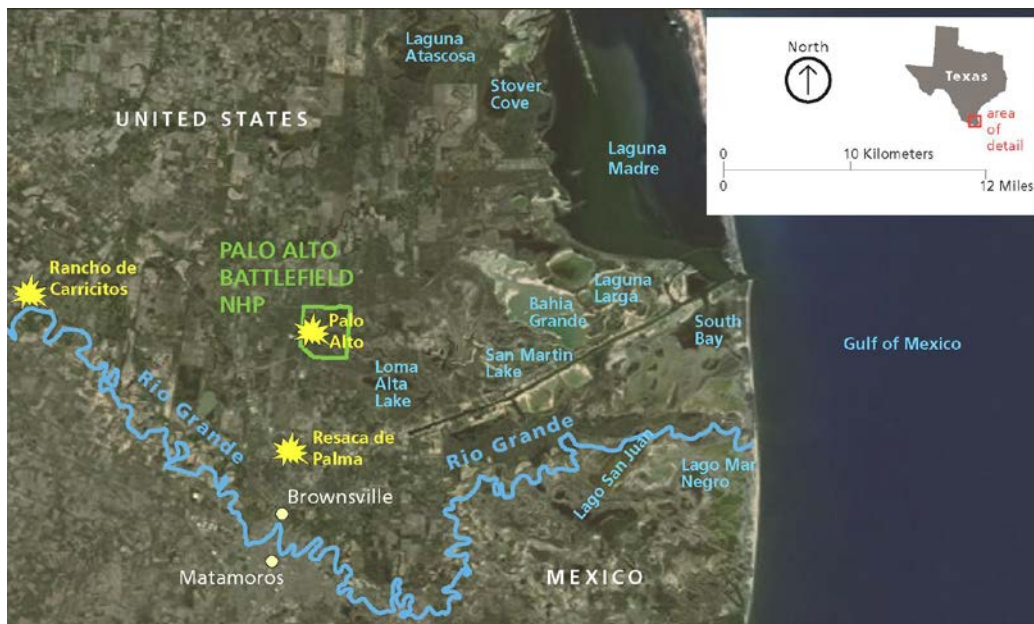 Laguna
Atascosa
Stover
Cove
UNITED STATES
Laguna
Madre
North
Texas
area
of
detail
0
10 Kilometers
0
12 Miles
PALO ALTO
BATTLEFIELD
NHP
Rancho de
Carricitos
Palo
Alto
Laguna
Larga
Bahia
Grande
South
Bay
Gulf of Mexico
San Martin
Lake
Loma
Alta
Lake
Rio Grande
Rio Grande
Resaca de
Palma
Lago San Juan
Lago Mar
Negro
Brownsville
Matamoros
MEXICO